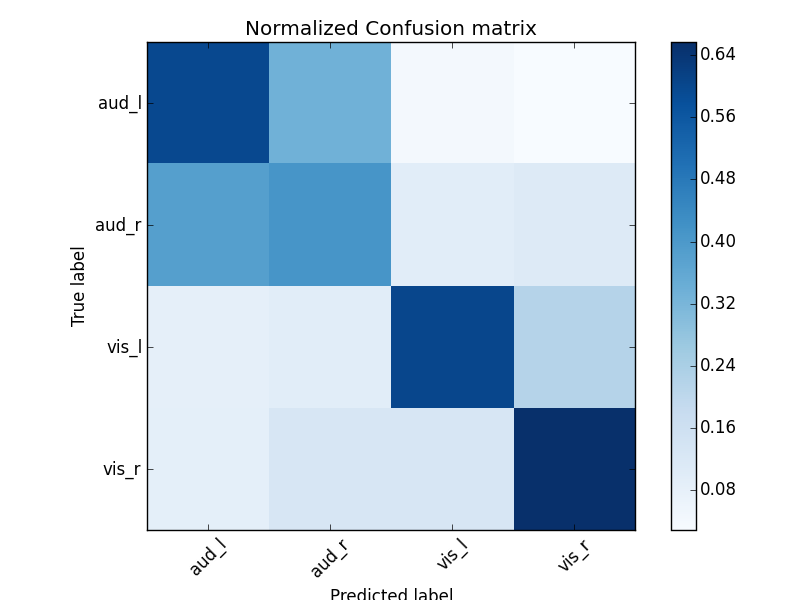 Normalized Confusion matrix
True label
aud_l
aud_r
vis_l
vis_r
aud_l
aud_r
vis_l
vis_r
Predicted label
0.64
0.56
0.48
0.40
0.32
0.24
0.16
0.08